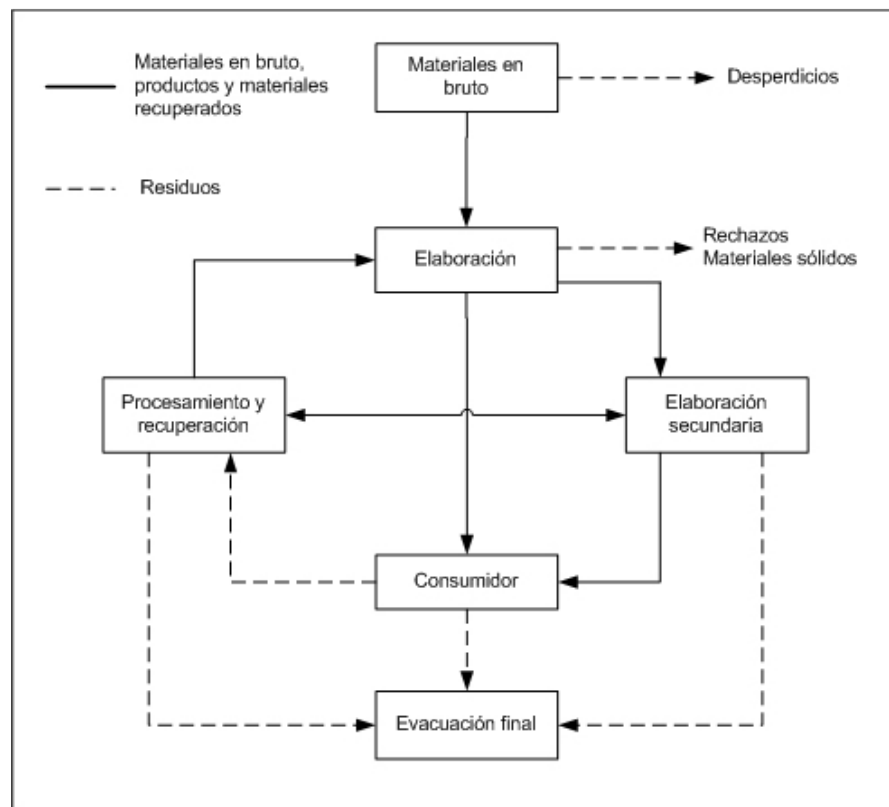 Materiales en bruto,
productos y materiales
recuperados
Residuos
Materiales en
bruto
Desperdicios
Elaboración
Rechazos
Materiales sólidos
Procesamiento y
recuperación
Elaboración
secundaria
Consumidor
Evacuación final